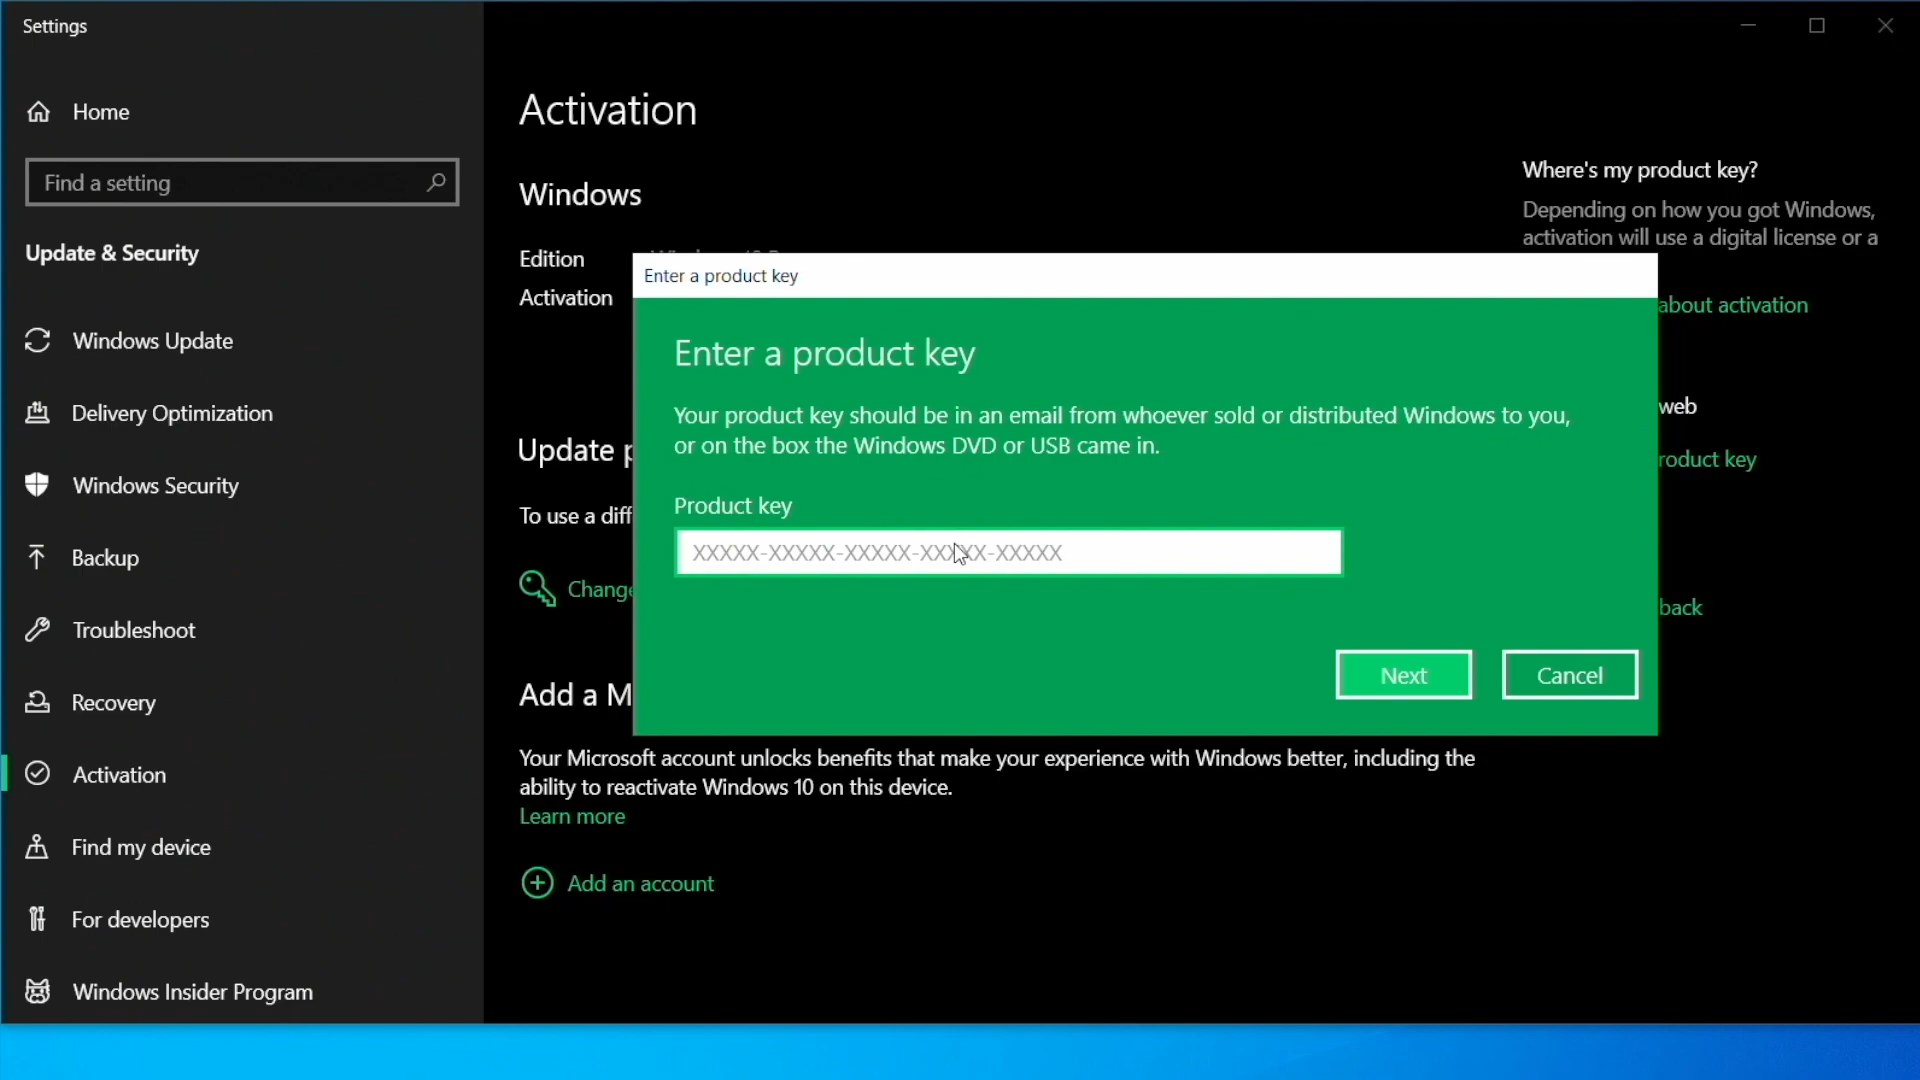 Settings
Home
Find a setting
Update & Security
Windows Update
Delivery Optimization
Windows Security
Backup
Troubleshoot
Recovery
Activation
Find my device
For developers
Windows Insider Program
Activation
Windows
Edition
Activation
Update p
To use a diff
Change
Add a M
Your Microsoft account unlocks benefits that make your experience with Windows better, including the
ability to reactivate Windows 10 on this device.
Learn more
Add an account
Enter a product key
Enter a product key
Your product key should be in an email from whoever sold or distributed Windows to you,
or on the box the Windows DVD or USB came in.
Product key
XXXXX-XXXXX-XXXXX-XXXXX-XXXXX
Next
Cancel
Where's my product key?
Depending on how you got Windows,
activation will use a digital license or a
about activation
web
roduct key
back